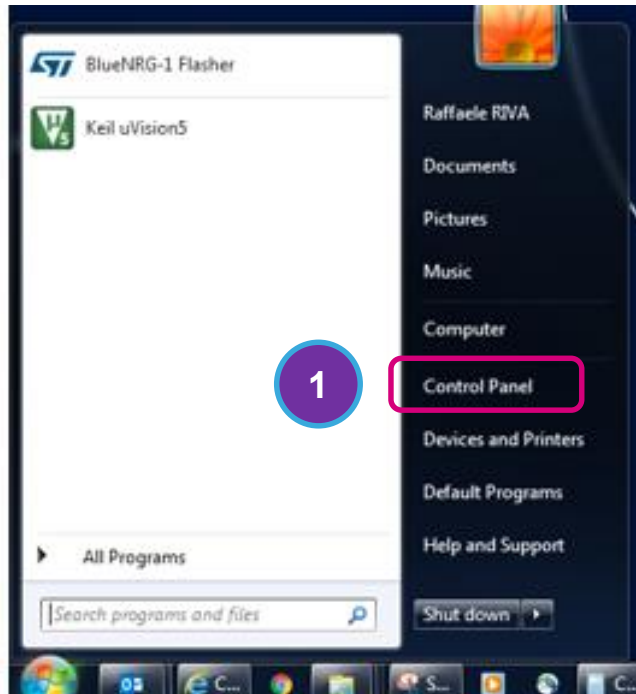 BlueNRG-1 Flasher
Keil uVision5
All Programs
Search programs and files
Raffaele RIVA
Documents
Pictures
Music
Computer
1
Control Panel
Devices and Printers
Default Programs
Help and Support
Shut down
C...
S...
C...